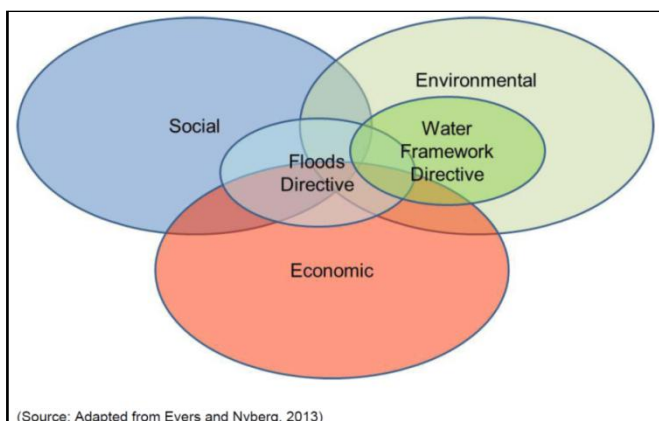 Environmental
Social
Water
Framework
Directive
Floods
Directive
Economic
(Source: Adapted from Evers and Nyberg, 2013)